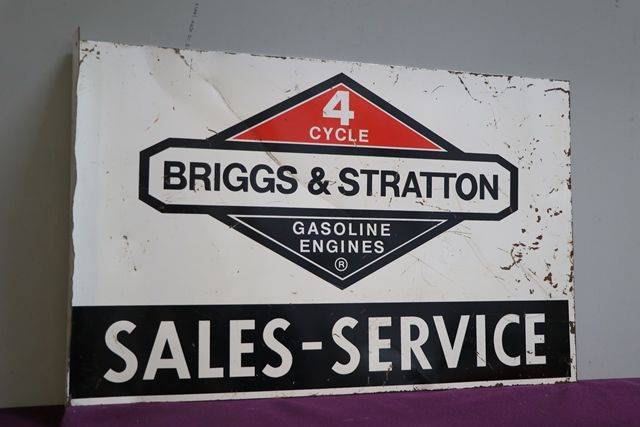 4
CYCLE
BRIGGS & STRATTON
GASOLINE
ENGINES
®
SALES-SERVICE